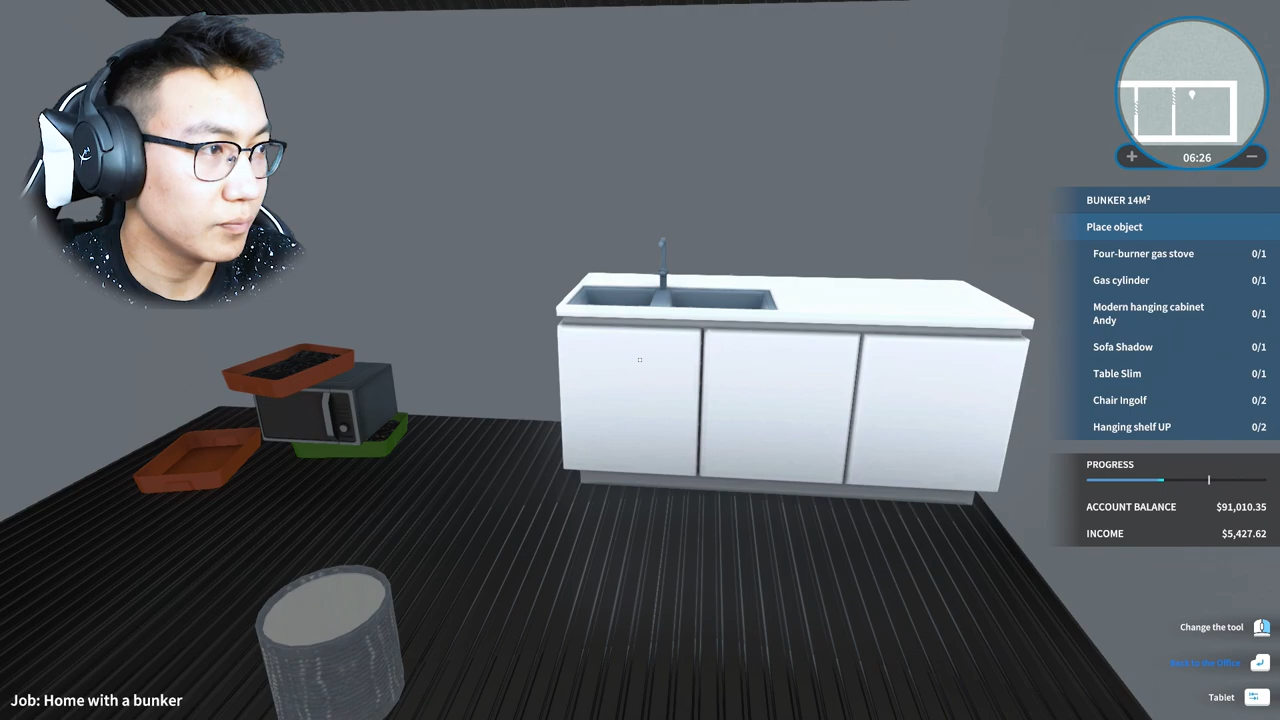 06:26
BUNKER 14M²
Place object
Four-burner gas stove 0/1
Gas cylinder 0/1
Modern hanging cabinet
Andy 0/1
Sofa Shadow 0/1
Table Slim 0/1
Chair Ingolf 0/2
Hanging shelf UP 0/2
PROGRESS
ACCOUNT BALANCE $91,010.35
INCOME $5,427.62
Change the tool
Back to the Office
Tablet
Job: Home with a bunker